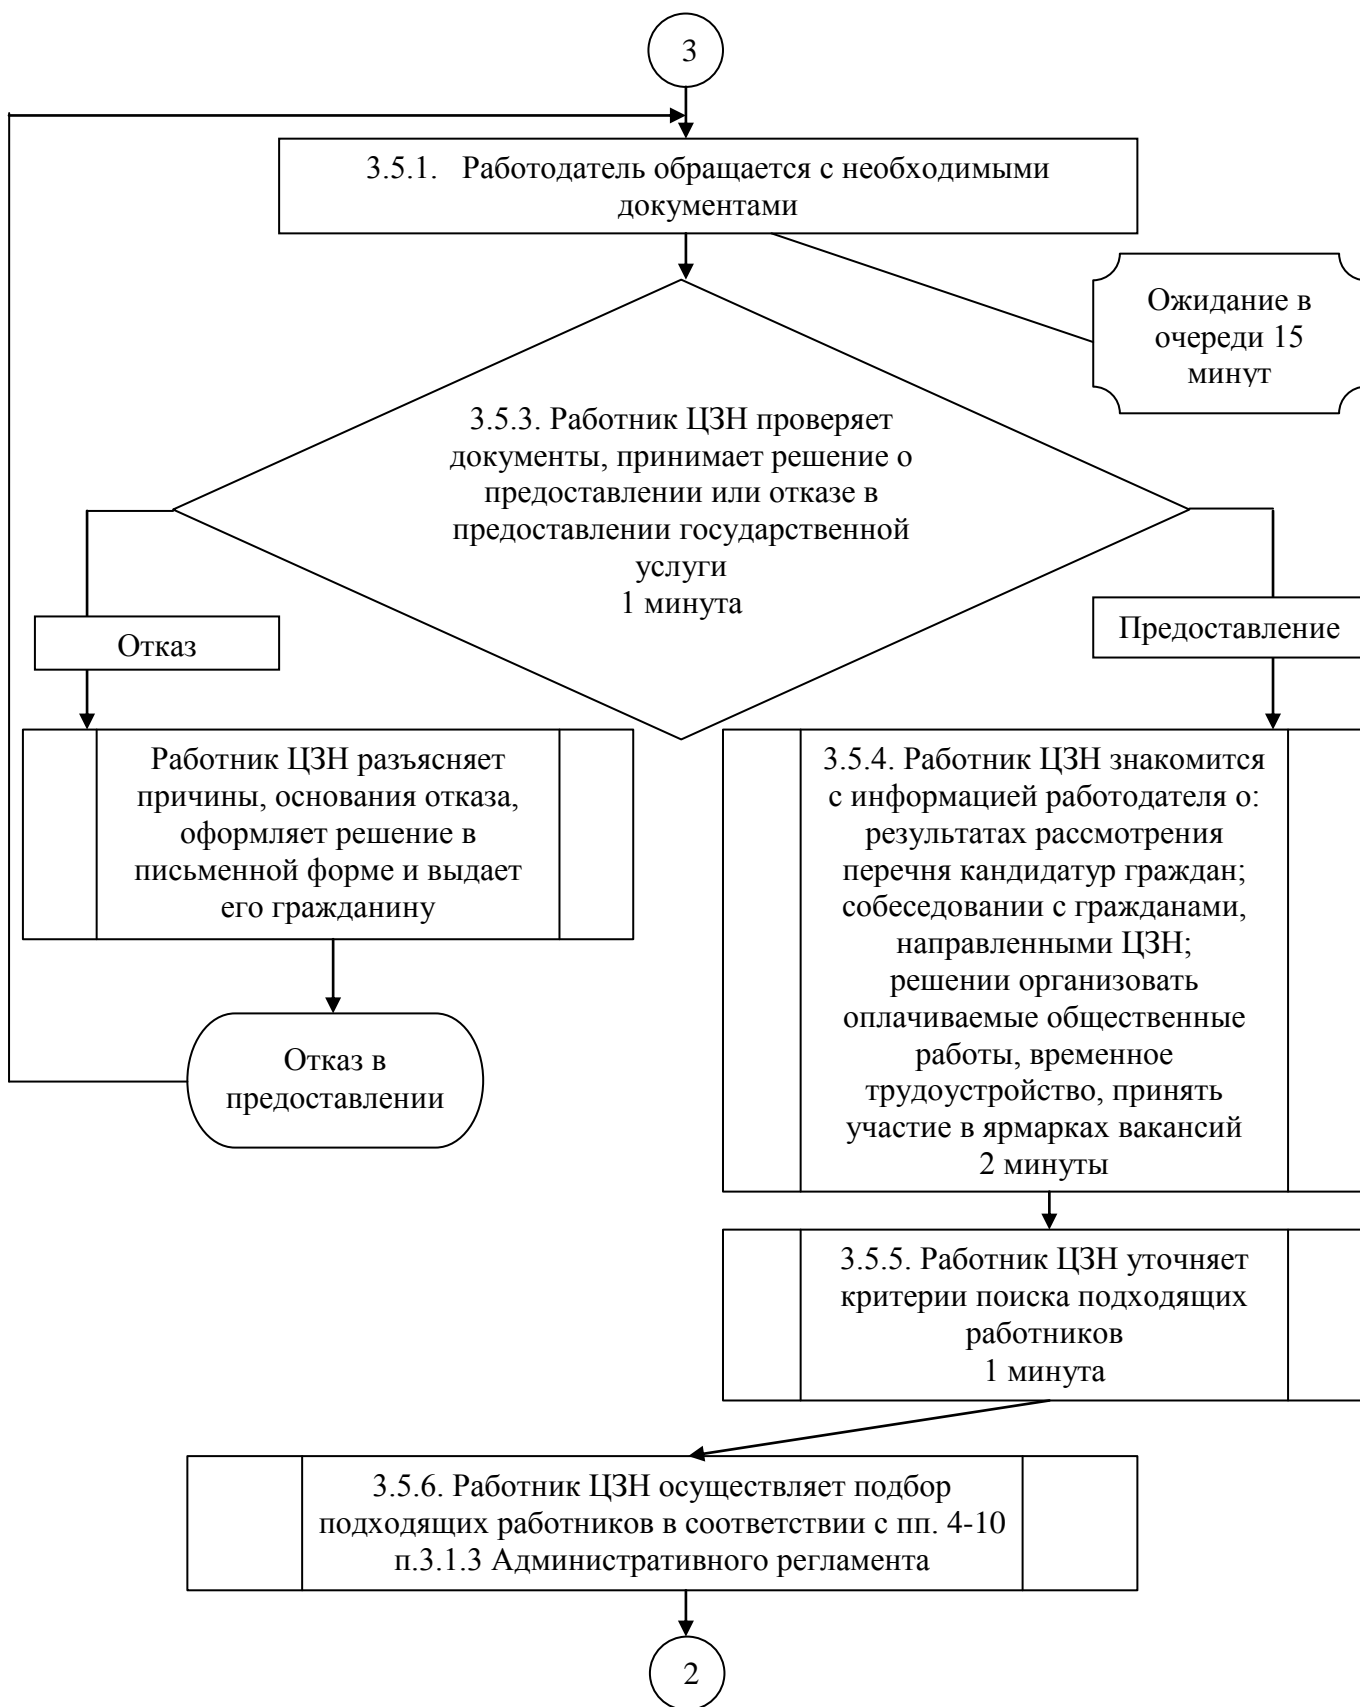 3
3.5.1. Работодатель обращается с необходимыми
документами
Ожидание в
очереди 15
минут
3.5.3. Работник ЦЗН проверяет
документы, принимает решение о
предоставлении или отказе в
предоставлении государственной
услуги
1 минута
Отказ
Предоставление
Работник ЦЗН разъясняет
причины, основания отказа,
оформляет решение в
письменной форме и выдает
его гражданину
Отказ в
предоставлении
3.5.4. Работник ЦЗН знакомится
с информацией работодателя о:
результатах рассмотрения
перечня кандидатур граждан;
собеседовании с гражданами,
направленными ЦЗН;
решении организовать
оплачиваемые общественные
работы, временное
трудоустройство, принять
участие в ярмарках вакансий
2 минуты
3.5.5. Работник ЦЗН уточняет
критерии поиска подходящих
работников
1 минута
3.5.6. Работник ЦЗН осуществляет подбор
подходящих работников в соответствии с пп. 4-10
п.3.1.3 Административного регламента
2